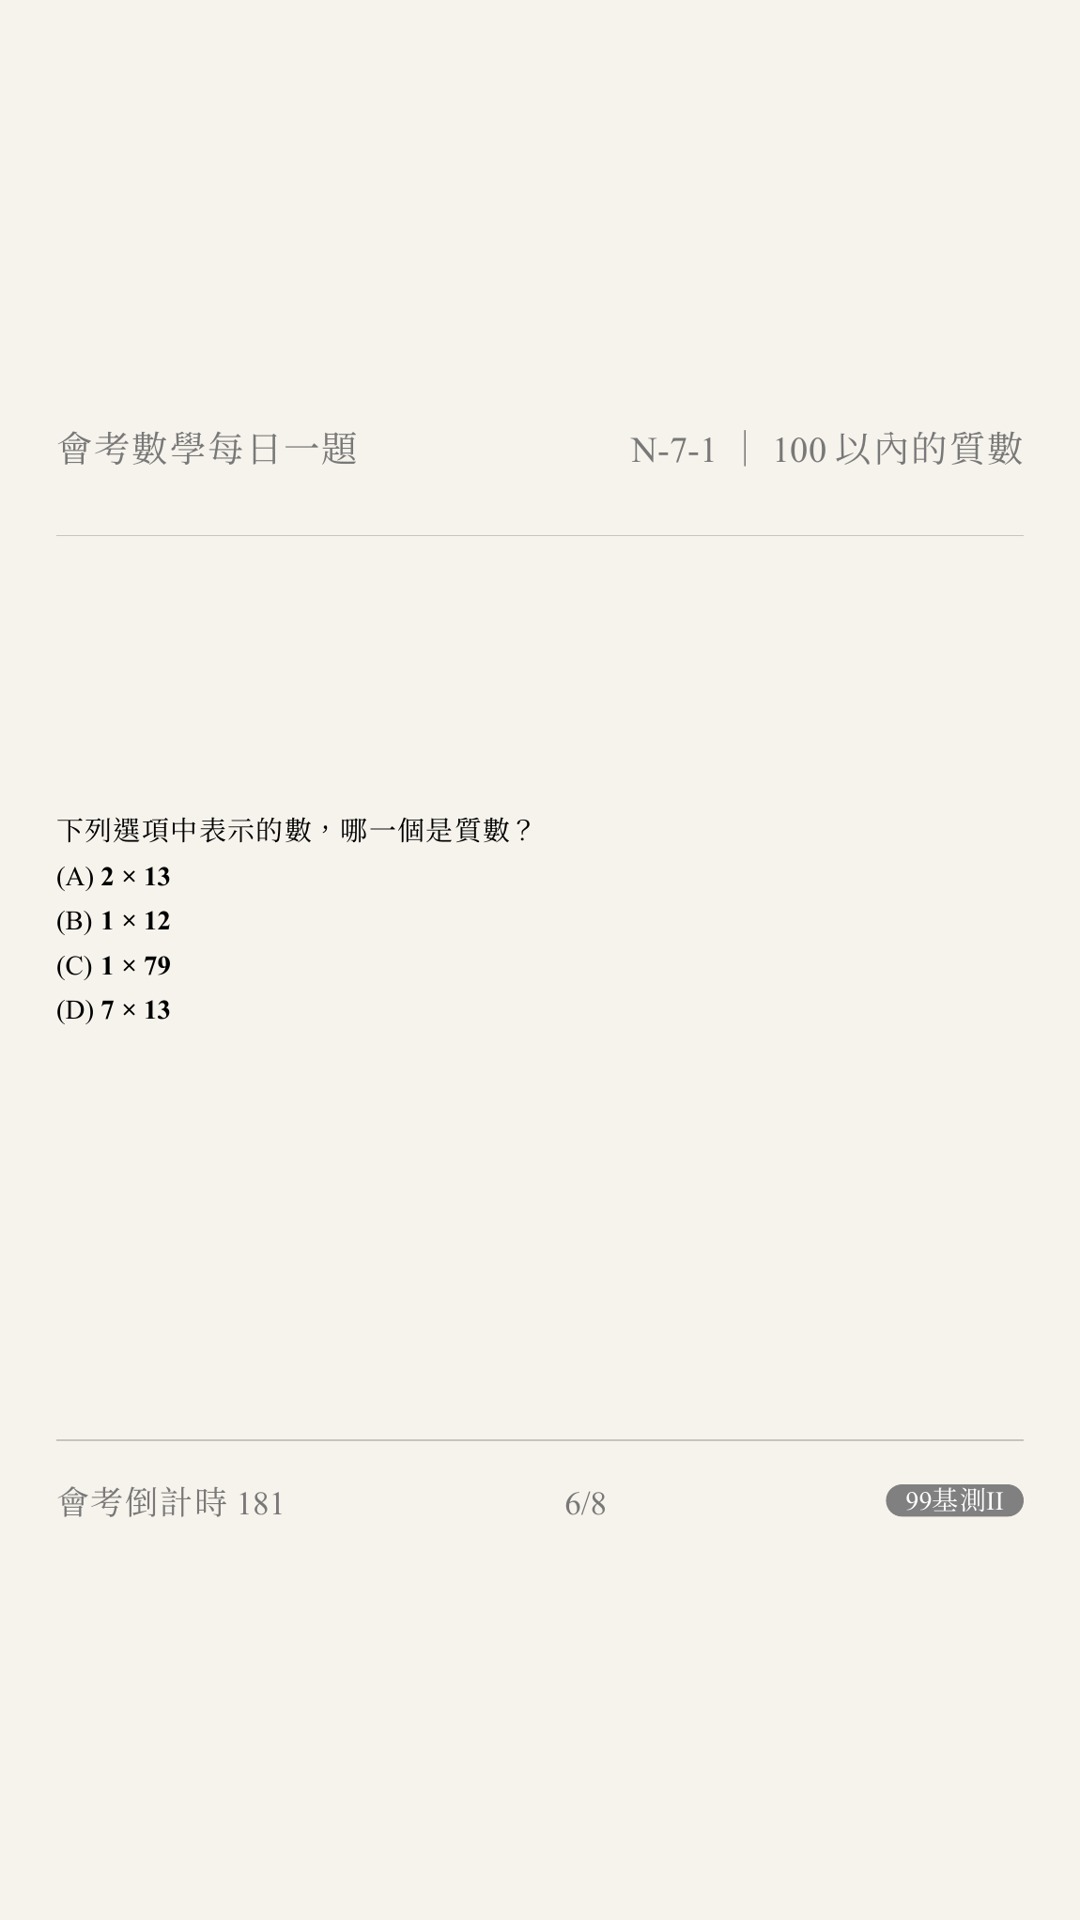 會考數學每日一題
N-7-1｜100 以內的質數
下列選項中表示的數，哪一個是質數？
(A) 2 × 13
(B) 1 × 12
(C) 1 × 79
(D) 7 × 13
會考倒計時 181
6/8
99基測II